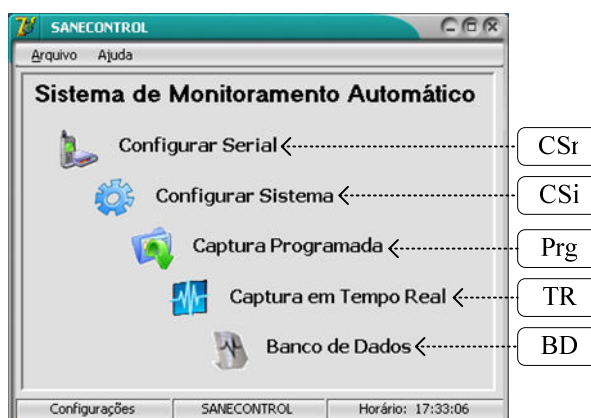 SANECONTROL
Arquivo Ajuda
Sistema de Monitoramento Automático
Configurar Serial CSr
Configurar Sistema CSi
Captura Programada Prg
Captura em Tempo Real TR
Banco de Dados BD
Configurações SANECONTROL Horário: 17:33:06